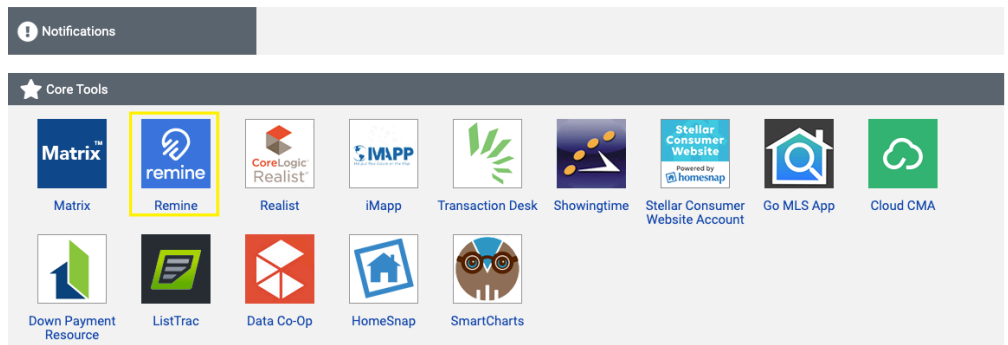 Notifications
Core Tools
Matrix™
remine
CoreLogic®
Realist®
iMAPP
Stellar
Consumer
Website
Powered by
homesnap
Matrix
Remine
Realist
iMapp
Transaction Desk
Showingtime
Stellar Consumer
Website Account
Go MLS App
Cloud CMA
Down Payment
Resource
ListTrac
Data Co-Op
HomeSnap
SmartCharts